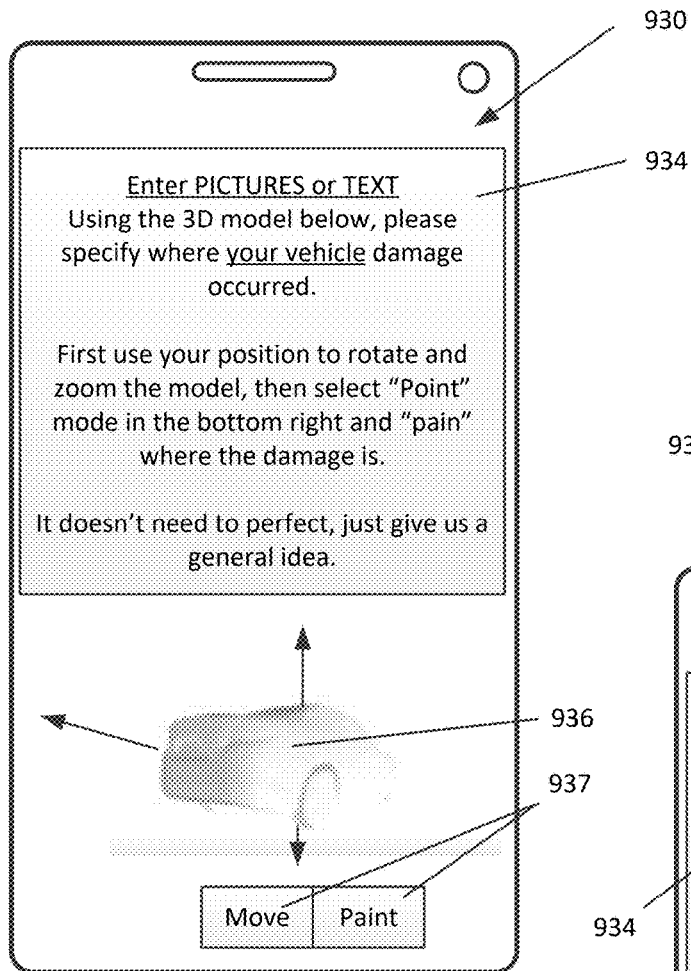 930
934
Enter PICTURES or TEXT
Using the 3D model below, please
specify where your vehicle damage
occurred.
First use your position to rotate and
zoom the model, then select “Point”
mode in the bottom right and “pain”
where the damage is.
It doesn’t need to perfect, just give us a
general idea.
936
937
Move Paint
934